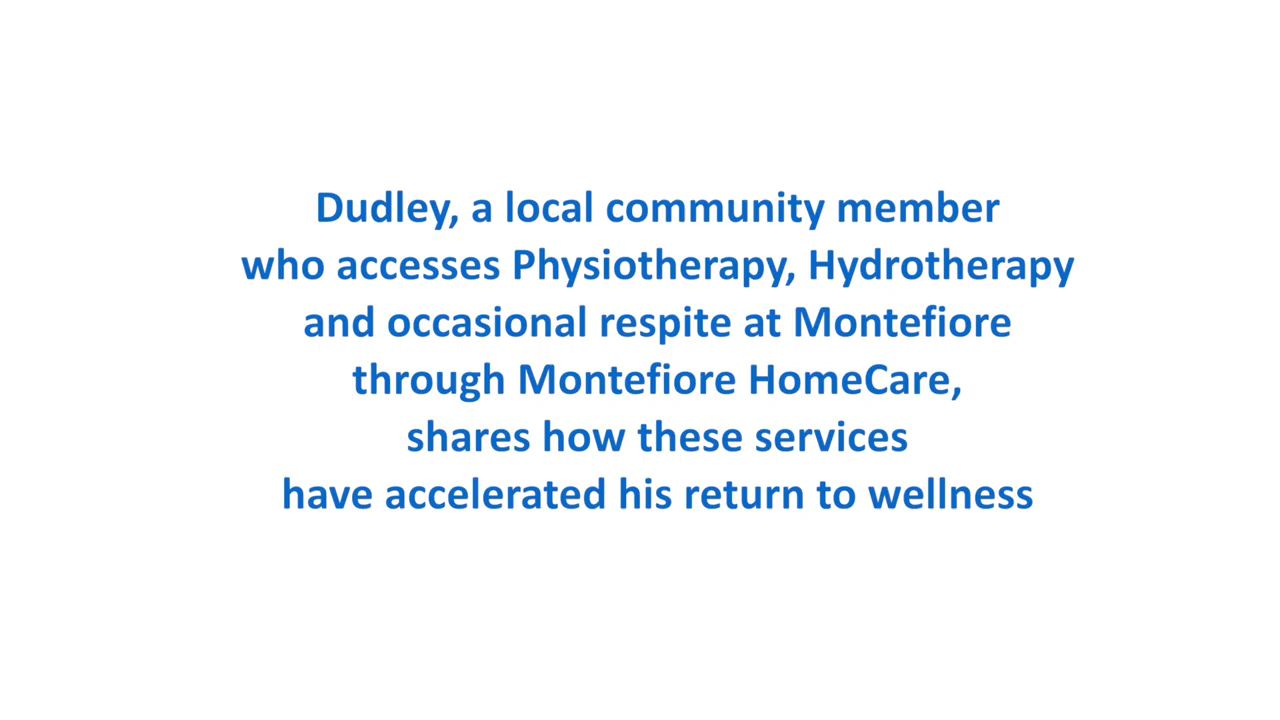 Dudley, a local community member
who accesses Physiotherapy, Hydrotherapy
and occasional respite at Montefiore
through Montefiore HomeCare,
shares how these services
have accelerated his return to wellness